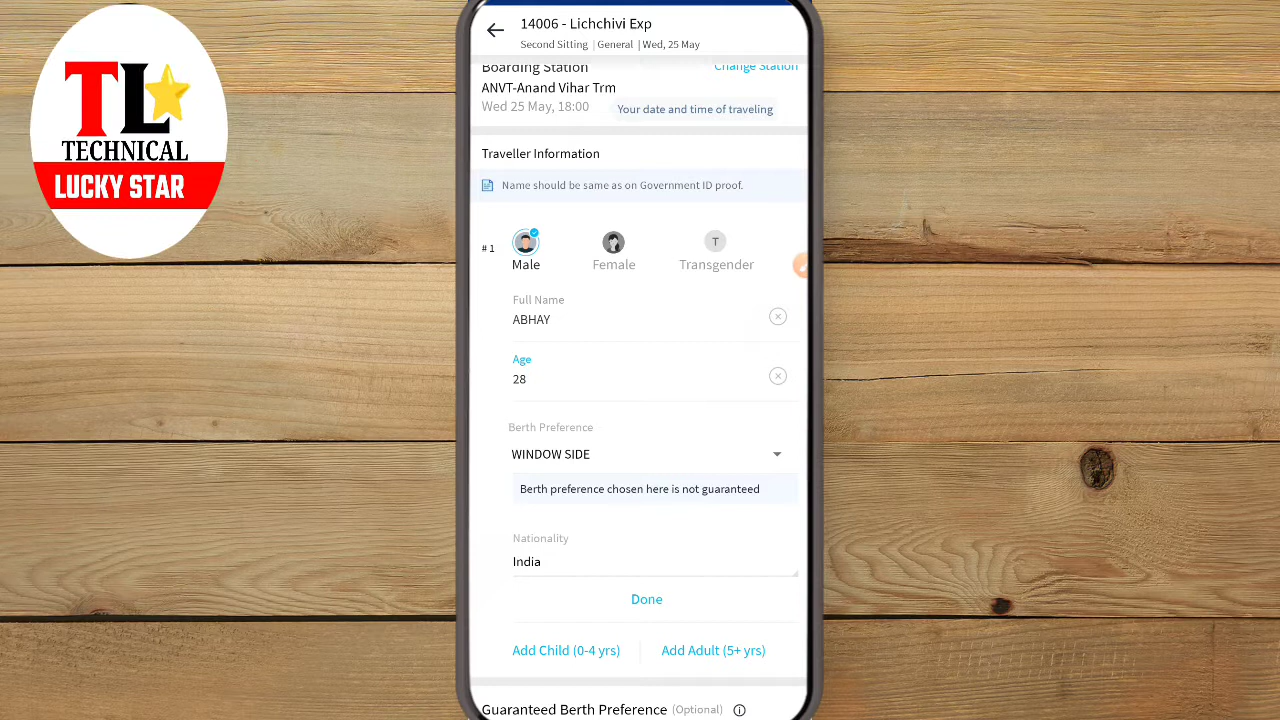 TL
TECHNICAL
LUCKY STAR
14006 - Lichchivi Exp
Second Sitting | General | Wed, 25 May
Boarding Station
Change Station
ANVT-Anand Vihar Trm
Wed 25 May, 18:00
Your date and time of traveling
Traveller Information
Name should be same as on Government ID proof.
# 1
T
Male
Female
Transgender
Full Name
ABHAY
Age
28
Berth Preference
WINDOW SIDE
Berth preference chosen here is not guaranteed
Nationality
India
Done
Add Child (0-4 yrs)
Add Adult (5+ yrs)
Guaranteed Berth Preference (Optional)